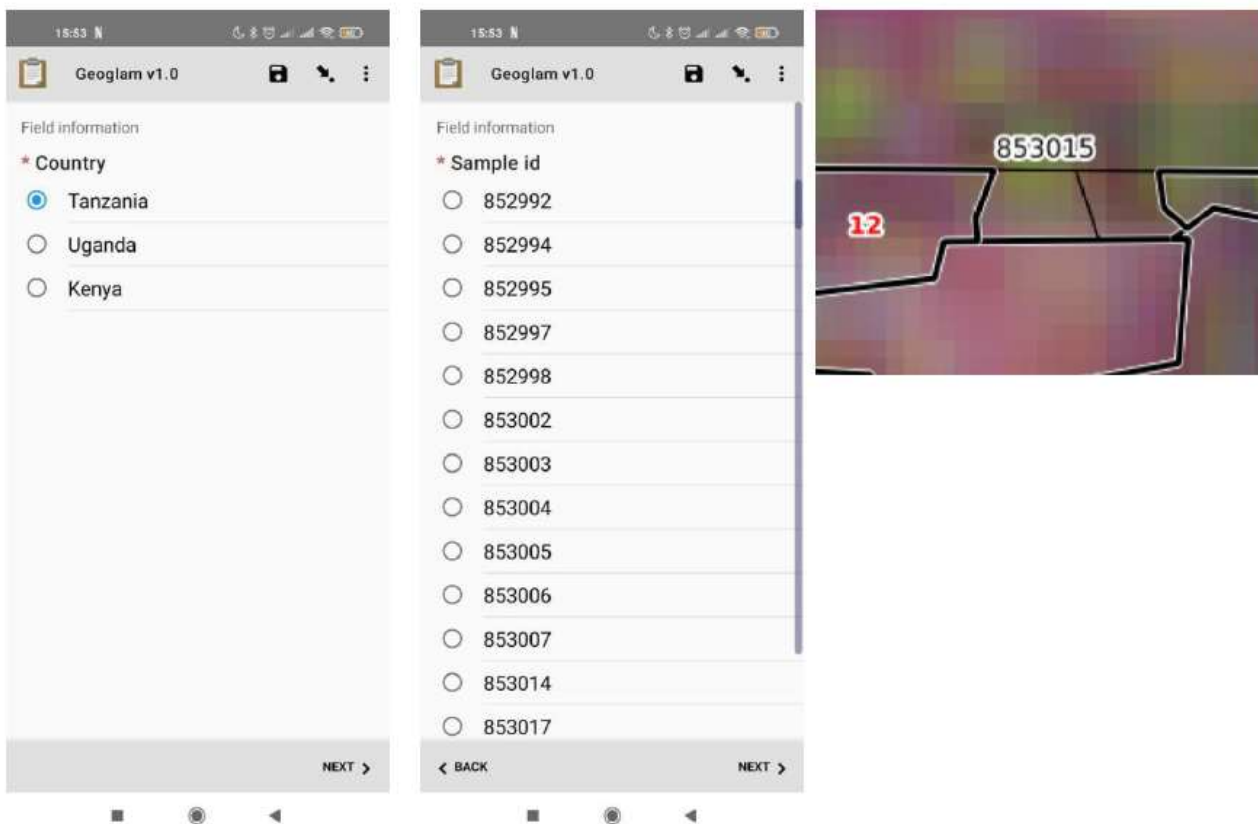 15:53
Geoglam v1.0
Field information
* Country
Tanzania
Uganda
Kenya
NEXT
15:53
Geoglam v1.0
Field information
* Sample id
852992
852994
852995
852997
852998
853002
853003
853004
853005
853006
853007
853014
853017
BACK
NEXT
853015
12